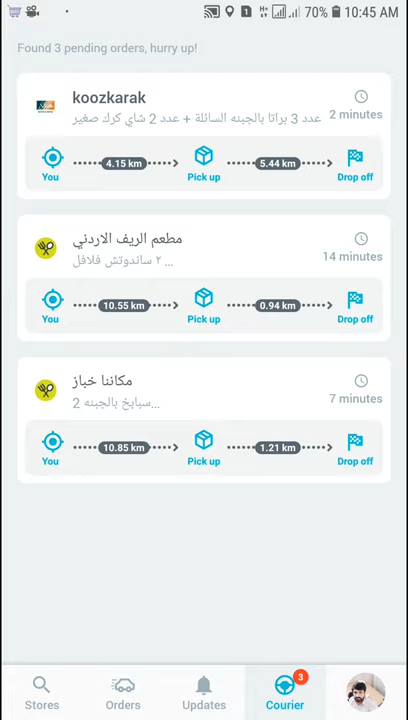 70% 10:45 AM
Found 3 pending orders, hurry up!
koozkarak
عدد 3 براتا بالجبنه السائلة + عدد 2 شاي كرك صغير
2 minutes
4.15 km
5.44 km
You
Pick up
Drop off
مطعم الريف الاردني
٢ ساندوتش فلافل ...
14 minutes
10.55 km
0.94 km
You
Pick up
Drop off
مكاننا خباز
سبابخ بالجبنه 2...
7 minutes
10.85 km
1.21 km
You
Pick up
Drop off
3
Stores
Orders
Updates
Courier